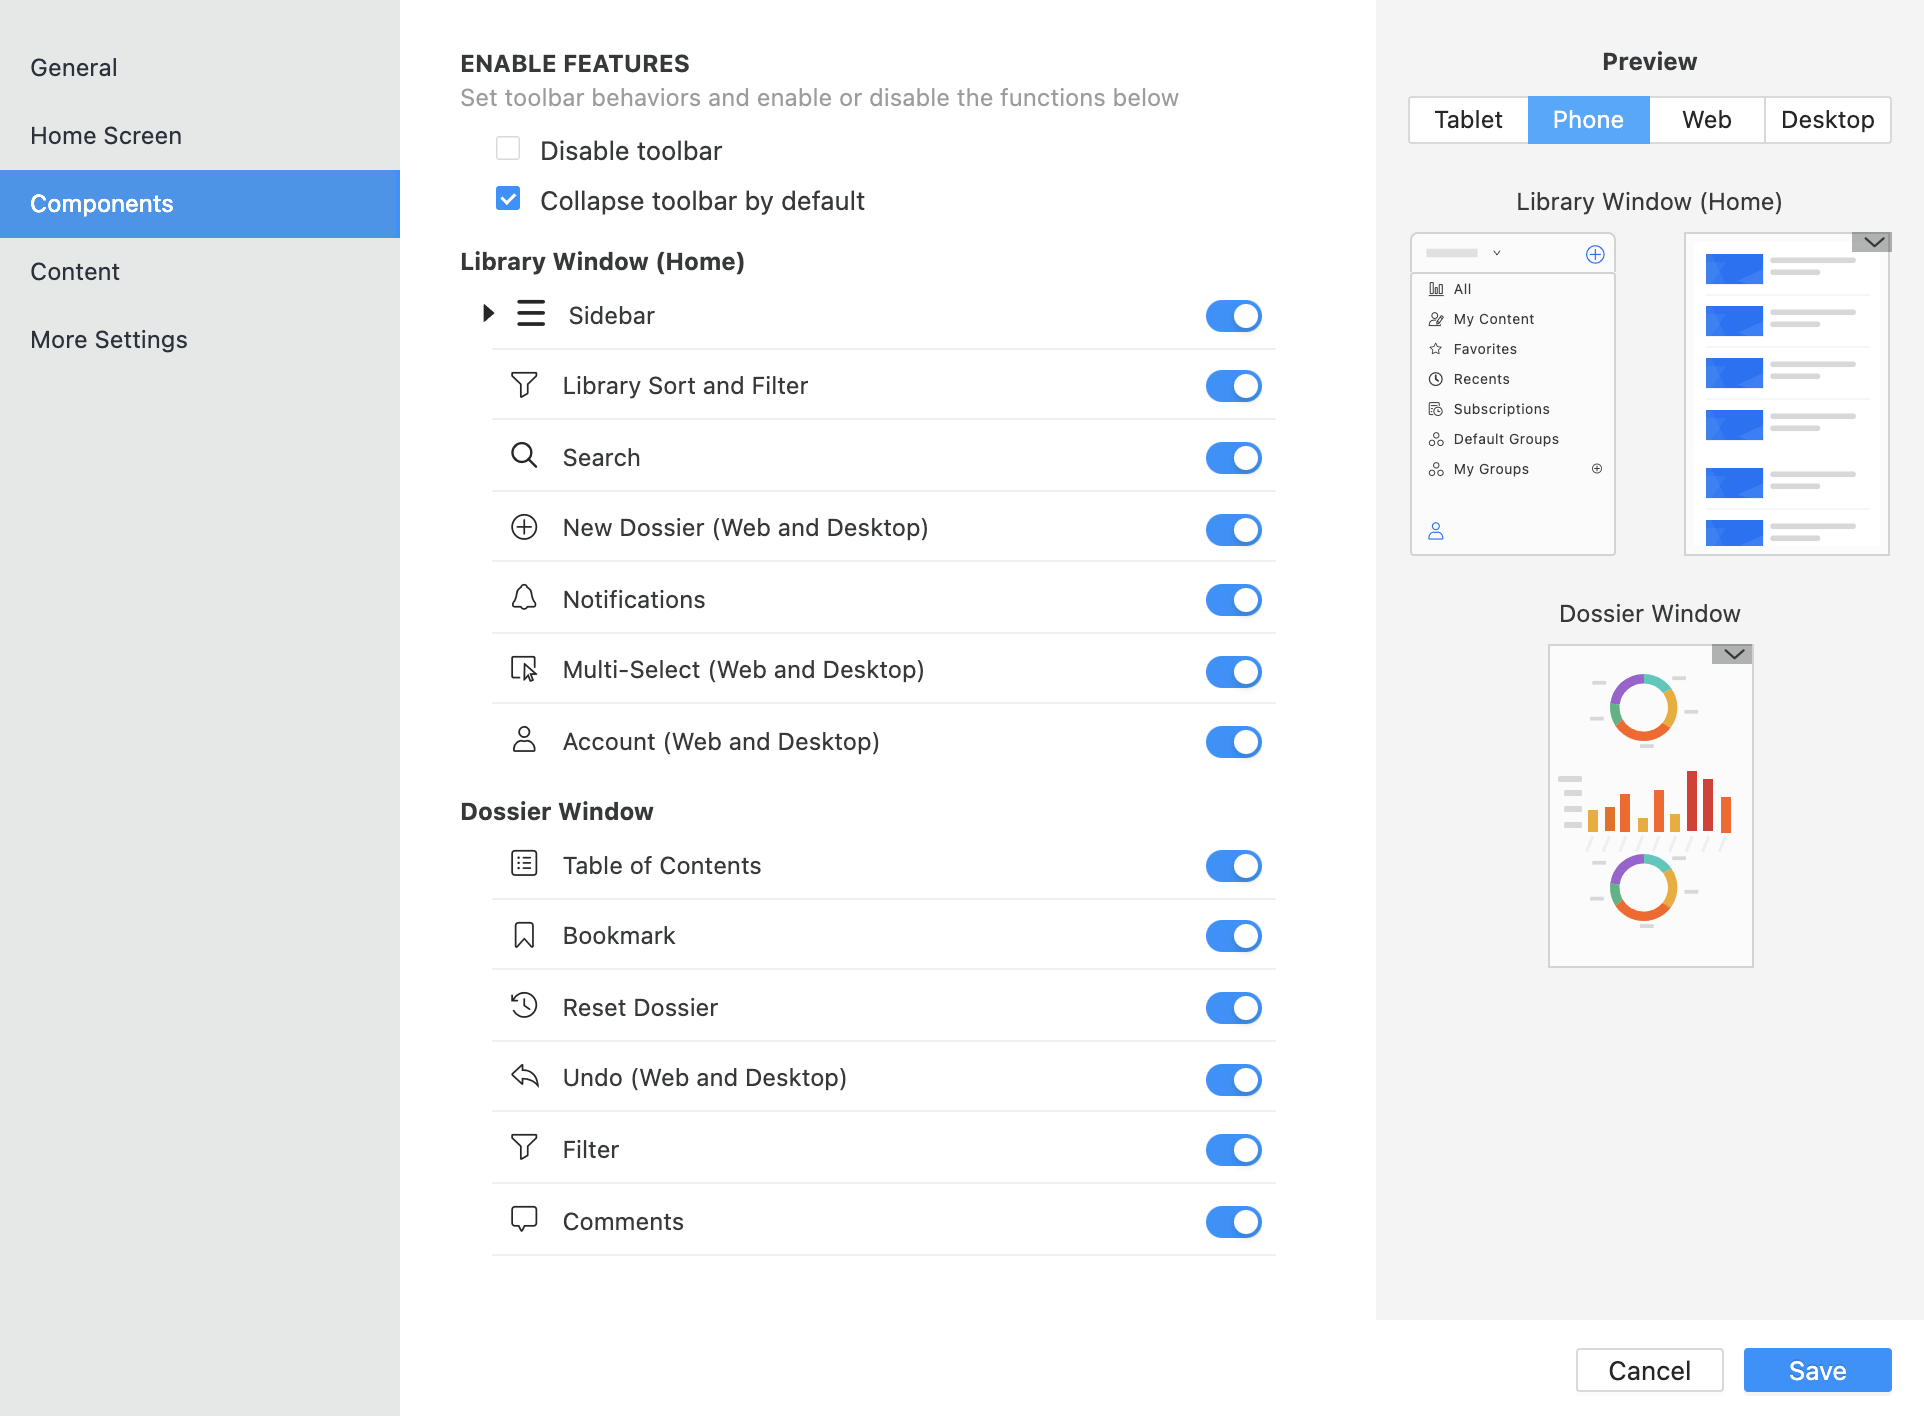 General
Home Screen
Components
Content
More Settings
ENABLE FEATURES
Set toolbar behaviors and enable or disable the functions below
Disable toolbar
Collapse toolbar by default
Library Window (Home)
Sidebar
Library Sort and Filter
Search
New Dossier (Web and Desktop)
Notifications
Multi-Select (Web and Desktop)
Account (Web and Desktop)
Dossier Window
Table of Contents
Bookmark
Reset Dossier
Undo (Web and Desktop)
Filter
Comments
Preview
Tablet Phone Web Desktop
Library Window (Home)
All
My Content
Favorites
Recents
Subscriptions
Default Groups
My Groups
Dossier Window
Cancel Save